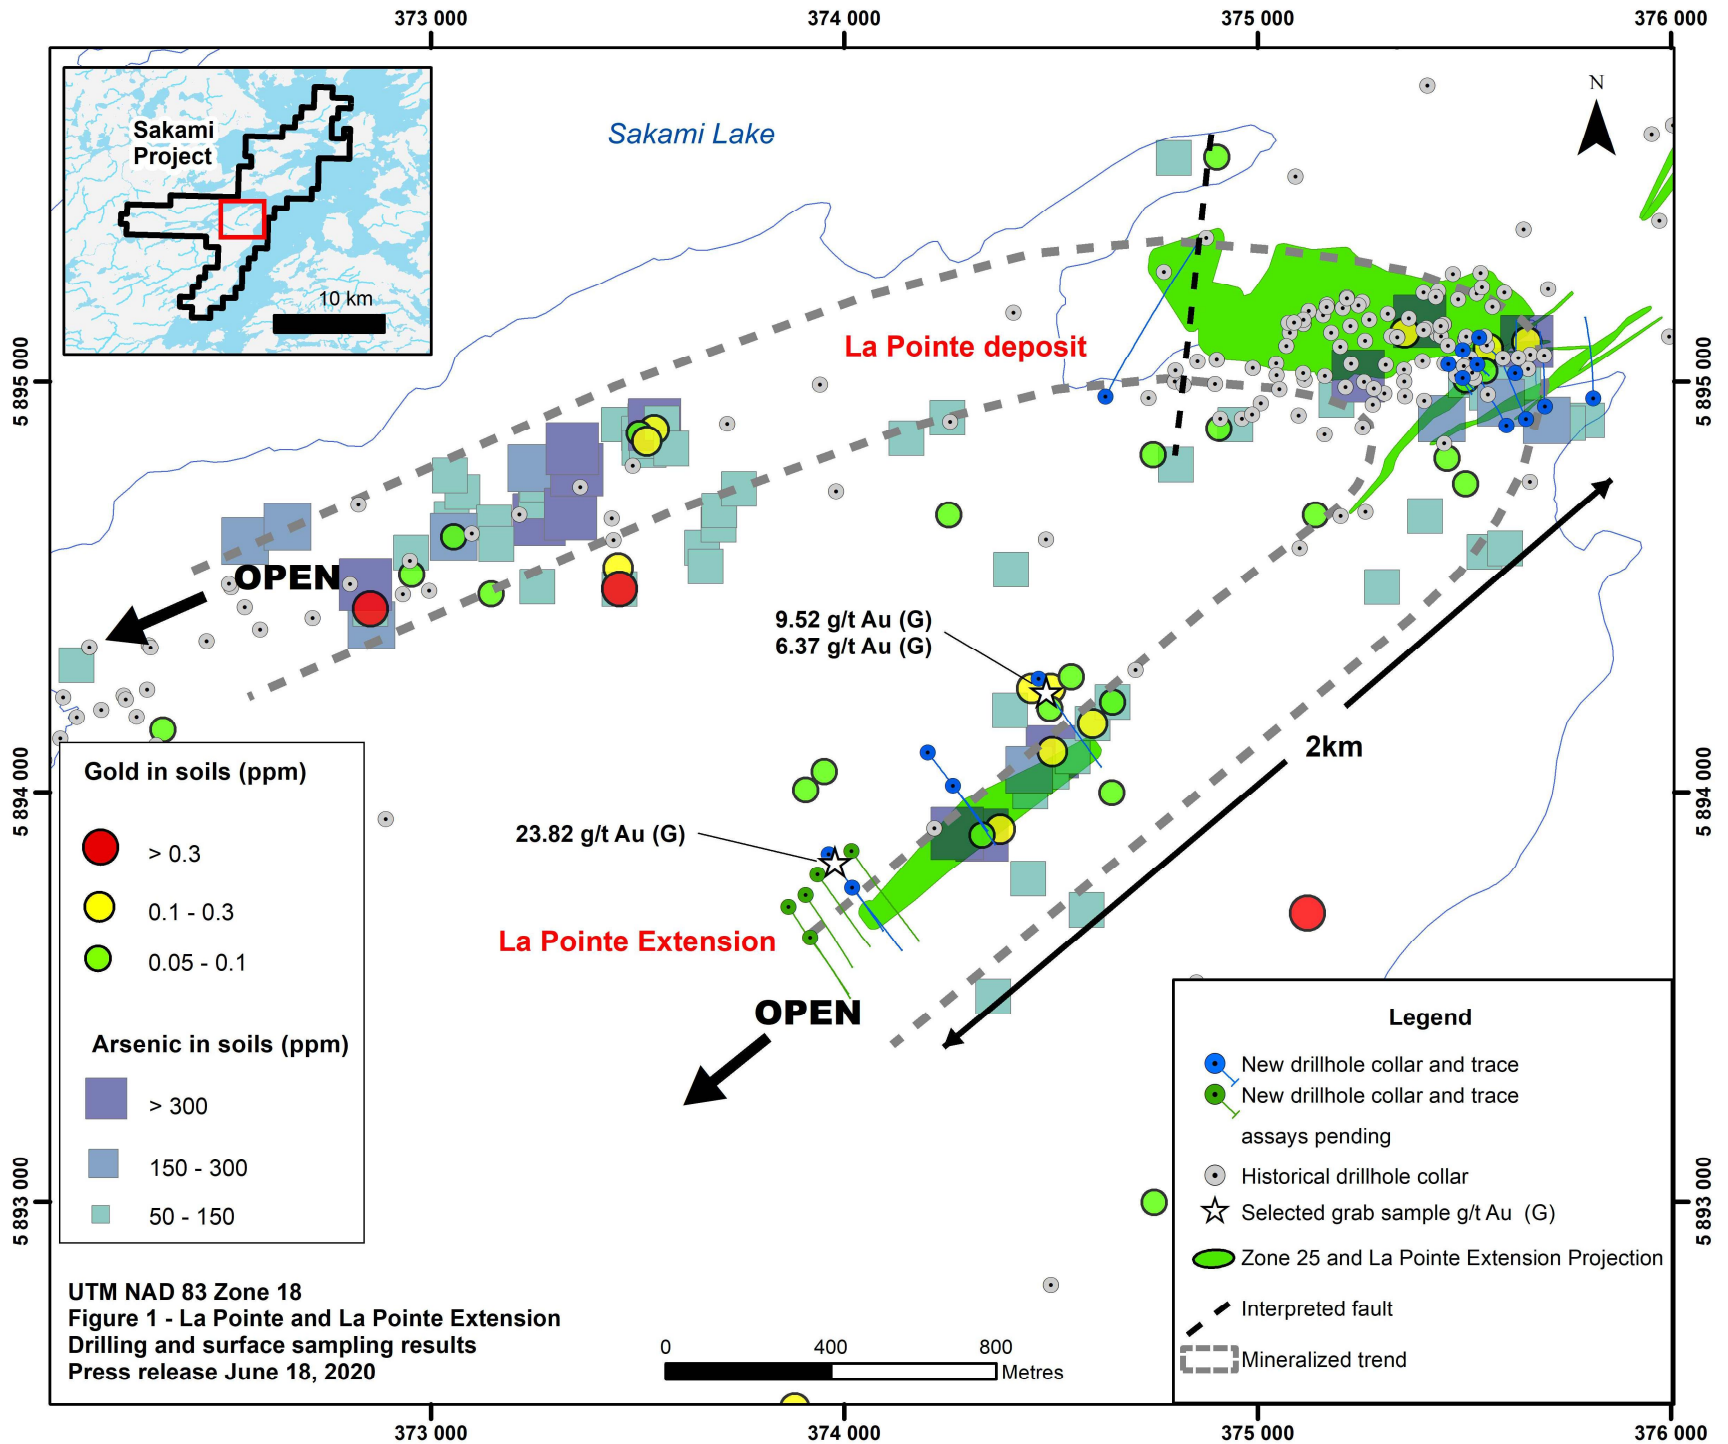 373 000
374 000
375 000
376 000
N
Sakami
Project
10 km
Sakami Lake
La Pointe deposit
5 895 000
5 895 000
OPEN
9.52 g/t Au (G)
6.37 g/t Au (G)
2km
23.82 g/t Au (G)
La Pointe Extension
OPEN
5 894 000
5 894 000
Gold in soils (ppm)
> 0.3
0.1 - 0.3
0.05 - 0.1
Arsenic in soils (ppm)
> 300
150 - 300
50 - 150
Legend
New drillhole collar and trace
New drillhole collar and trace
assays pending
Historical drillhole collar
Selected grab sample g/t Au (G)
Zone 25 and La Pointe Extension Projection
Interpreted fault
Mineralized trend
5 893 000
5 893 000
UTM NAD 83 Zone 18
Figure 1 - La Pointe and La Pointe Extension
Drilling and surface sampling results
Press release June 18, 2020
0 400 800
Metres
373 000
374 000
375 000
376 000